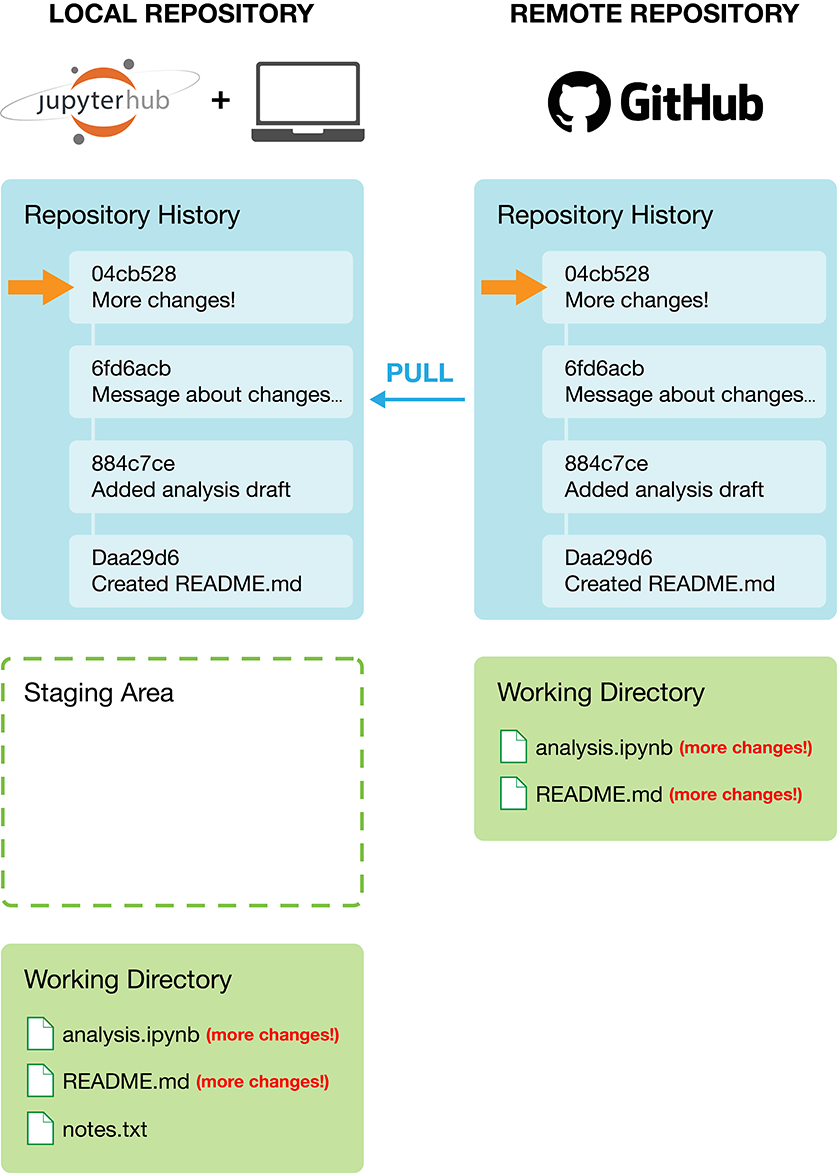 LOCAL REPOSITORY
REMOTE REPOSITORY
jupyterhub
+
GitHub
Repository History
04cb528
More changes!
6fd6acb
Message about changes...
884c7ce
Added analysis draft
Daa29d6
Created README.md
PULL
Repository History
04cb528
More changes!
6fd6acb
Message about changes...
884c7ce
Added analysis draft
Daa29d6
Created README.md
Staging Area
Working Directory
analysis.ipynb (more changes!)
README.md (more changes!)
Working Directory
analysis.ipynb (more changes!)
README.md (more changes!)
notes.txt